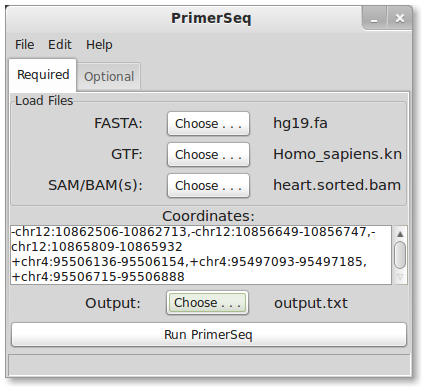 PrimerSeq
File Edit Help
Required Optional
Load Files
FASTA: Choose . . . hg19.fa
GTF: Choose . . . Homo_sapiens.kn
SAM/BAM(s): Choose . . . heart.sorted.bam
Coordinates:
-chr12:10862506-10862713,-chr12:10856649-10856747,-
chr12:10865809-10865932
+chr4:95506136-95506154,+chr4:95497093-95497185,
+chr4:95506715-95506888
Output: Choose . . . output.txt
Run PrimerSeq